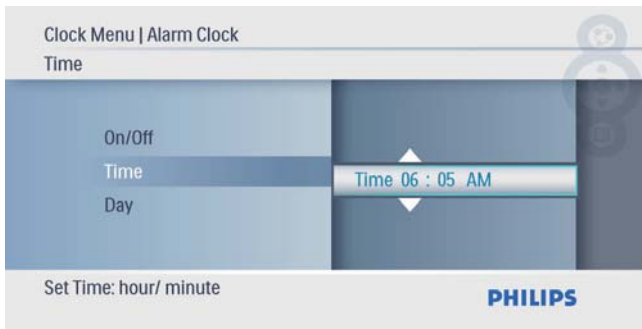 Clock Menu | Alarm Clock
Time
On/Off
Time
Day
Time 06 : 05 AM
Set Time: hour/ minute
PHILIPS